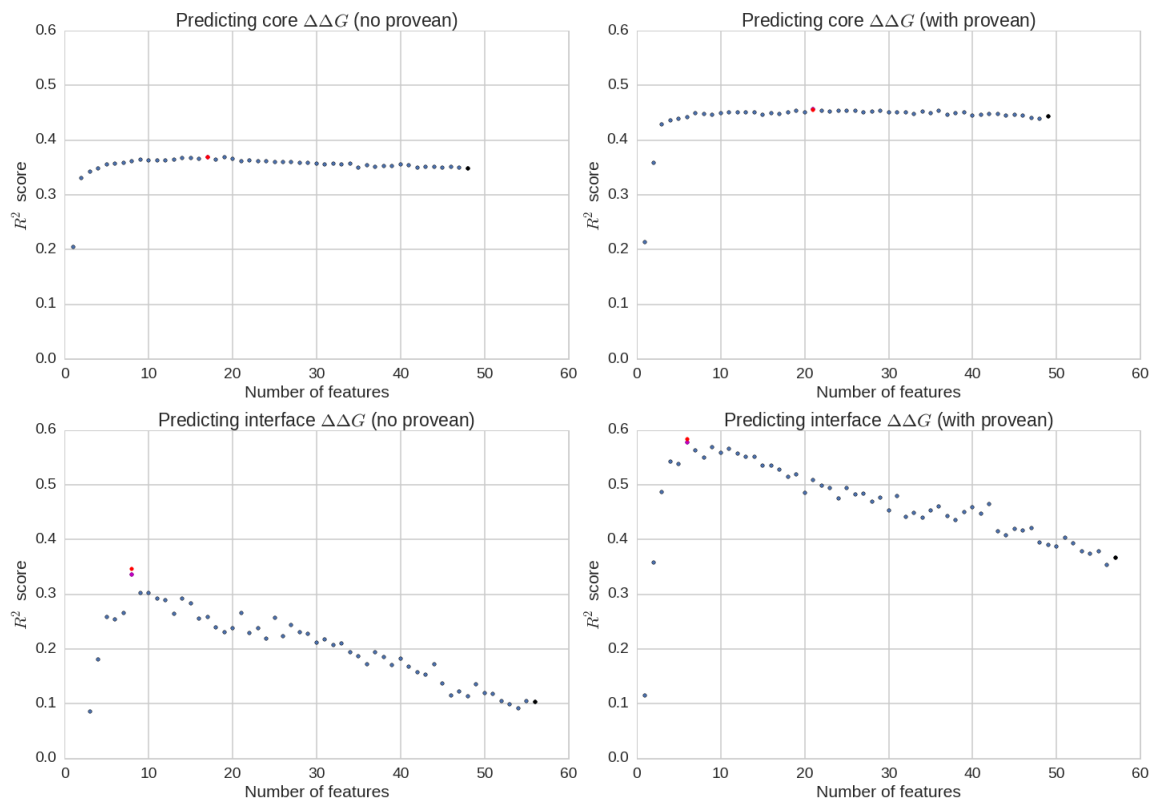 Predicting core ΔΔG (no provean)
0.6
0.5
0.4
0.3
0.2
0.1
0.0
R² score
0 10 20 30 40 50 60
Number of features
Predicting core ΔΔG (with provean)
0.6
0.5
0.4
0.3
0.2
0.1
0.0
R² score
0 10 20 30 40 50 60
Number of features
Predicting interface ΔΔG (no provean)
0.6
0.5
0.4
0.3
0.2
0.1
0.0
R² score
0 10 20 30 40 50 60
Number of features
Predicting interface ΔΔG (with provean)
0.6
0.5
0.4
0.3
0.2
0.1
0.0
R² score
0 10 20 30 40 50 60
Number of features